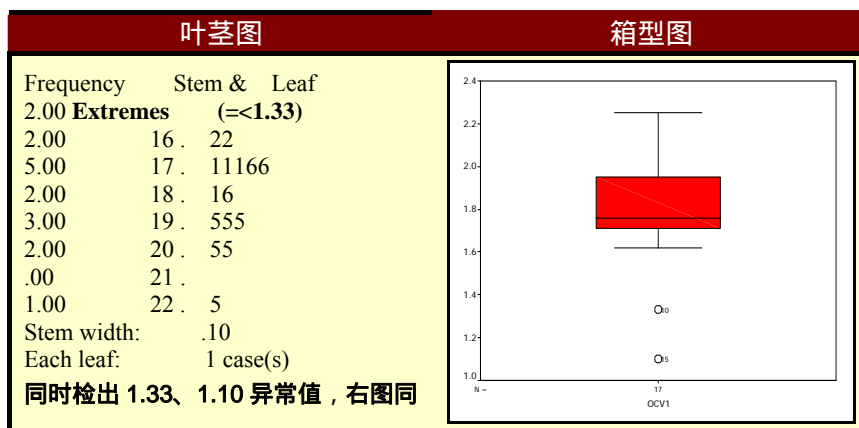 叶茎图
箱型图
Frequency Stem & Leaf
2.00 Extremes (=<1.33)
2.00 16 . 22
5.00 17 . 11166
2.00 18 . 16
3.00 19 . 555
2.00 20 . 55
.00 21 .
1.00 22 . 5
Stem width: .10
Each leaf: 1 case(s)
同时检出 1.33、1.10 异常值，右图同
2.4
2.2
2.0
1.8
1.6
1.4
10
1.2
15
1.0
N = 17
OCV1